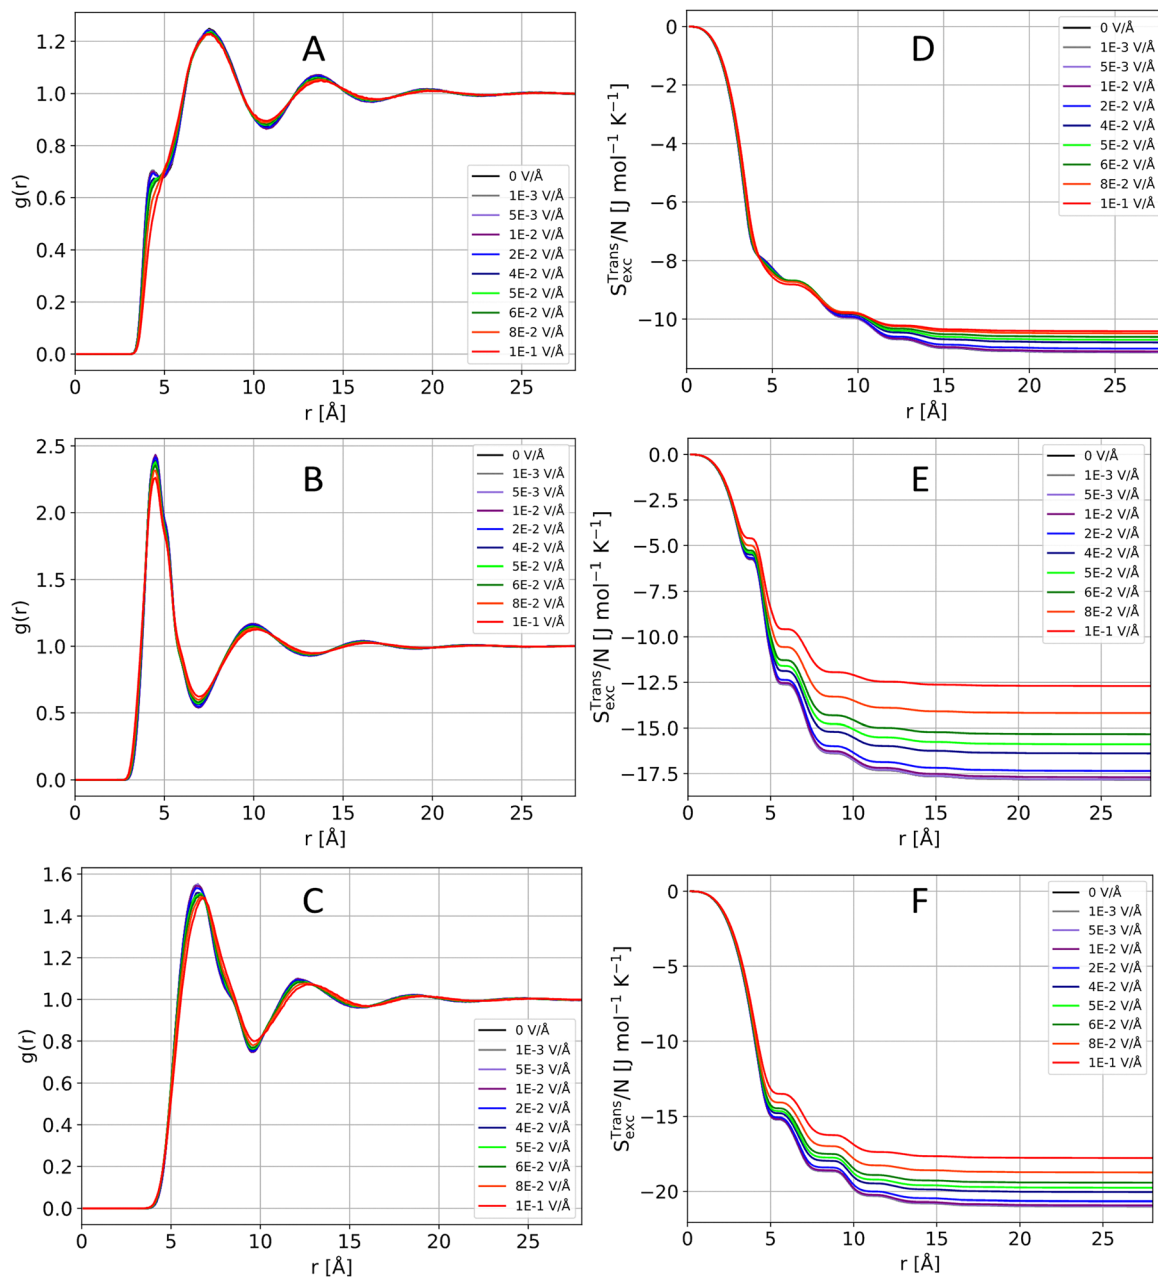 A
g(r)
1.2
1.0
0.8
0.6
0.4
0.2
0.0
0 V/Å
1E-3 V/Å
5E-3 V/Å
1E-2 V/Å
2E-2 V/Å
4E-2 V/Å
5E-2 V/Å
6E-2 V/Å
8E-2 V/Å
1E-1 V/Å
0 5 10 15 20 25
r [Å]
D
S_exc^Trans/N [J mol⁻¹ K⁻¹]
0
−2
−4
−6
−8
−10
0 V/Å
1E-3 V/Å
5E-3 V/Å
1E-2 V/Å
2E-2 V/Å
4E-2 V/Å
5E-2 V/Å
6E-2 V/Å
8E-2 V/Å
1E-1 V/Å
0 5 10 15 20 25
r [Å]
B
g(r)
2.5
2.0
1.5
1.0
0.5
0.0
0 V/Å
1E-3 V/Å
5E-3 V/Å
1E-2 V/Å
2E-2 V/Å
4E-2 V/Å
5E-2 V/Å
6E-2 V/Å
8E-2 V/Å
1E-1 V/Å
0 5 10 15 20 25
r [Å]
E
S_exc^Trans/N [J mol⁻¹ K⁻¹]
0.0
−2.5
−5.0
−7.5
−10.0
−12.5
−15.0
−17.5
0 V/Å
1E-3 V/Å
5E-3 V/Å
1E-2 V/Å
2E-2 V/Å
4E-2 V/Å
5E-2 V/Å
6E-2 V/Å
8E-2 V/Å
1E-1 V/Å
0 5 10 15 20 25
r [Å]
C
g(r)
1.6
1.4
1.2
1.0
0.8
0.6
0.4
0.2
0.0
0 V/Å
1E-3 V/Å
5E-3 V/Å
1E-2 V/Å
2E-2 V/Å
4E-2 V/Å
5E-2 V/Å
6E-2 V/Å
8E-2 V/Å
1E-1 V/Å
0 5 10 15 20 25
r [Å]
F
S_exc^Trans/N [J mol⁻¹ K⁻¹]
0
−5
−10
−15
−20
0 V/Å
1E-3 V/Å
5E-3 V/Å
1E-2 V/Å
2E-2 V/Å
4E-2 V/Å
5E-2 V/Å
6E-2 V/Å
8E-2 V/Å
1E-1 V/Å
0 5 10 15 20 25
r [Å]